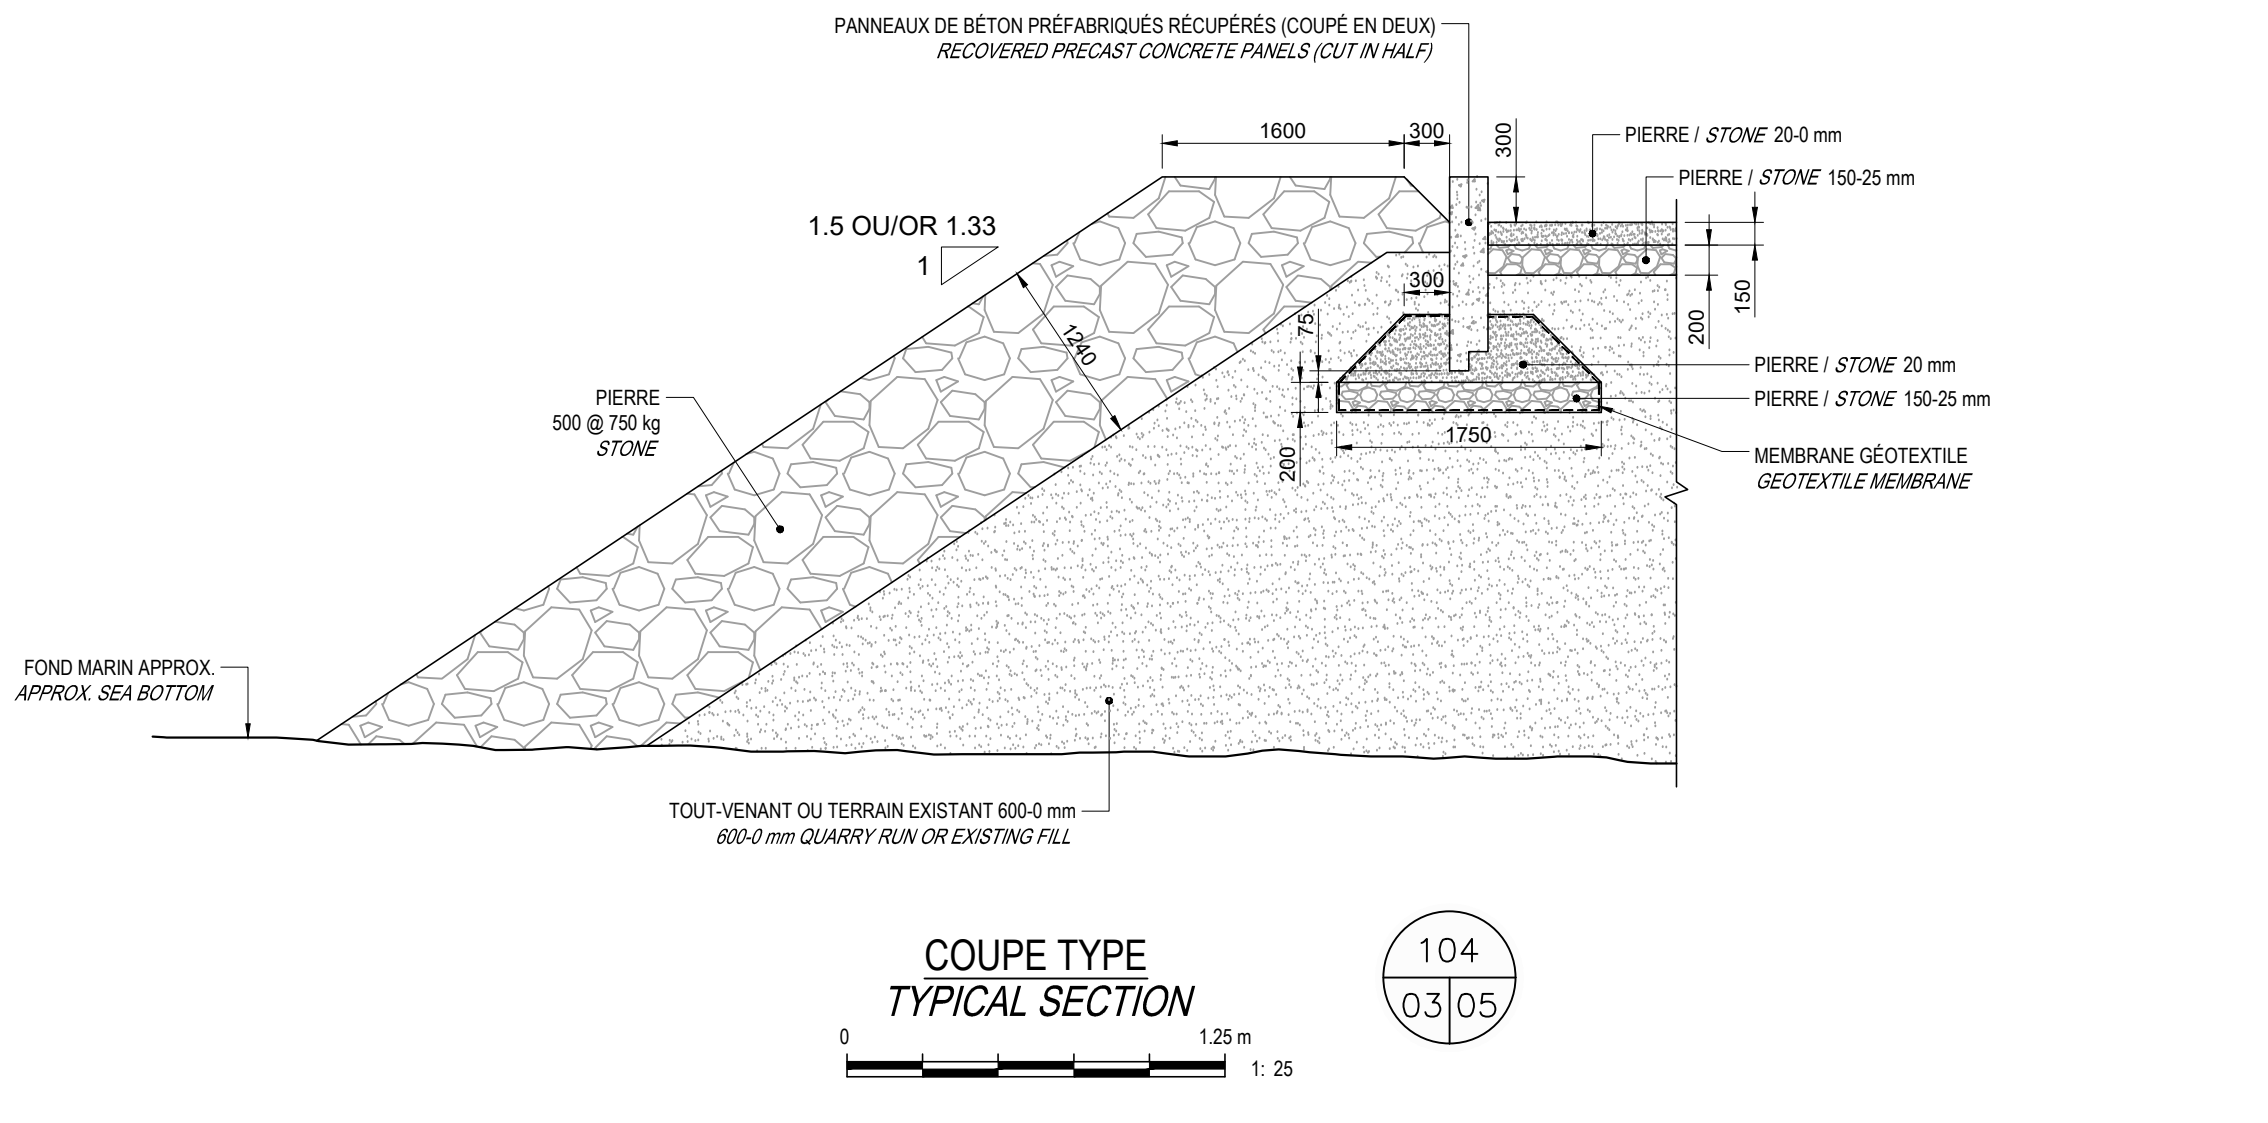 PANNEAUX DE BÉTON PRÉFABRIQUÉS RÉCUPÉRÉS (COUPÉ EN DEUX)
RECOVERED PRECAST CONCRETE PANELS (CUT IN HALF)
1600
300
300
PIERRE / STONE 20-0 mm
PIERRE / STONE 150-25 mm
1.5 OU/OR 1.33
1
300
150
200
75
1240
PIERRE / STONE 20 mm
PIERRE / STONE 150-25 mm
PIERRE
500 @ 750 kg
STONE
1750
200
MEMBRANE GÉOTEXTILE
GEOTEXTILE MEMBRANE
FOND MARIN APPROX.
APPROX. SEA BOTTOM
TOUT-VENANT OU TERRAIN EXISTANT 600-0 mm
600-0 mm QUARRY RUN OR EXISTING FILL
COUPE TYPE
TYPICAL SECTION
104
03 05
0 1.25 m
1: 25